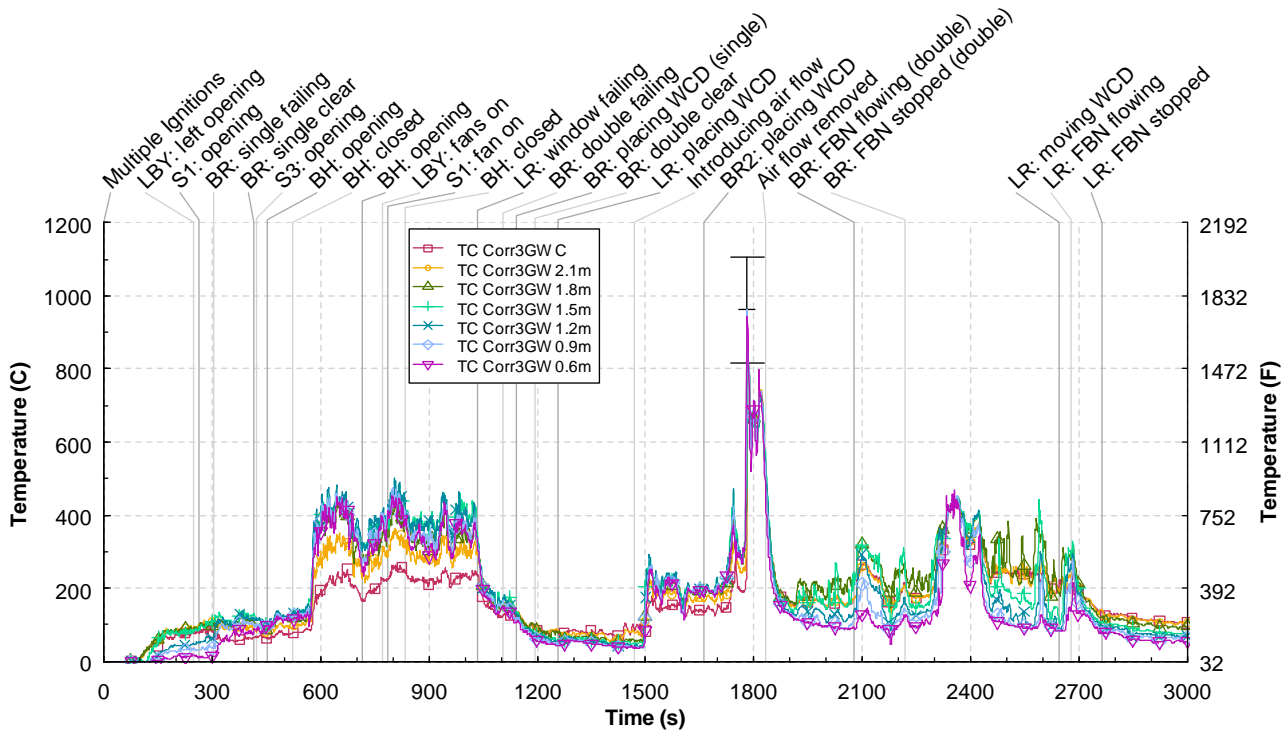 Multiple Ignitions
LBY: left opening
S1: opening
BR: single failing
BR: single clear
S3: opening
BH: opening
BH: closed
BH: opening
LBY: fans on
S1: fan on
BH: closed
LR: window failing
BR: double failing
BR: placing WCD (single)
BR: double clear
LR: placing WCD
Introducing air flow
BR2: placing WCD
Air flow removed
BR: FBN flowing (double)
BR: FBN stopped (double)
LR: moving WCD
LR: FBN flowing
LR: FBN stopped
1200
1000
800
600
400
200
0
Temperature (C)
2192
1832
1472
1112
752
392
32
Temperature (F)
TC Corr3GW C
TC Corr3GW 2.1m
TC Corr3GW 1.8m
TC Corr3GW 1.5m
TC Corr3GW 1.2m
TC Corr3GW 0.9m
TC Corr3GW 0.6m
0 300 600 900 1200 1500 1800 2100 2400 2700 3000
Time (s)